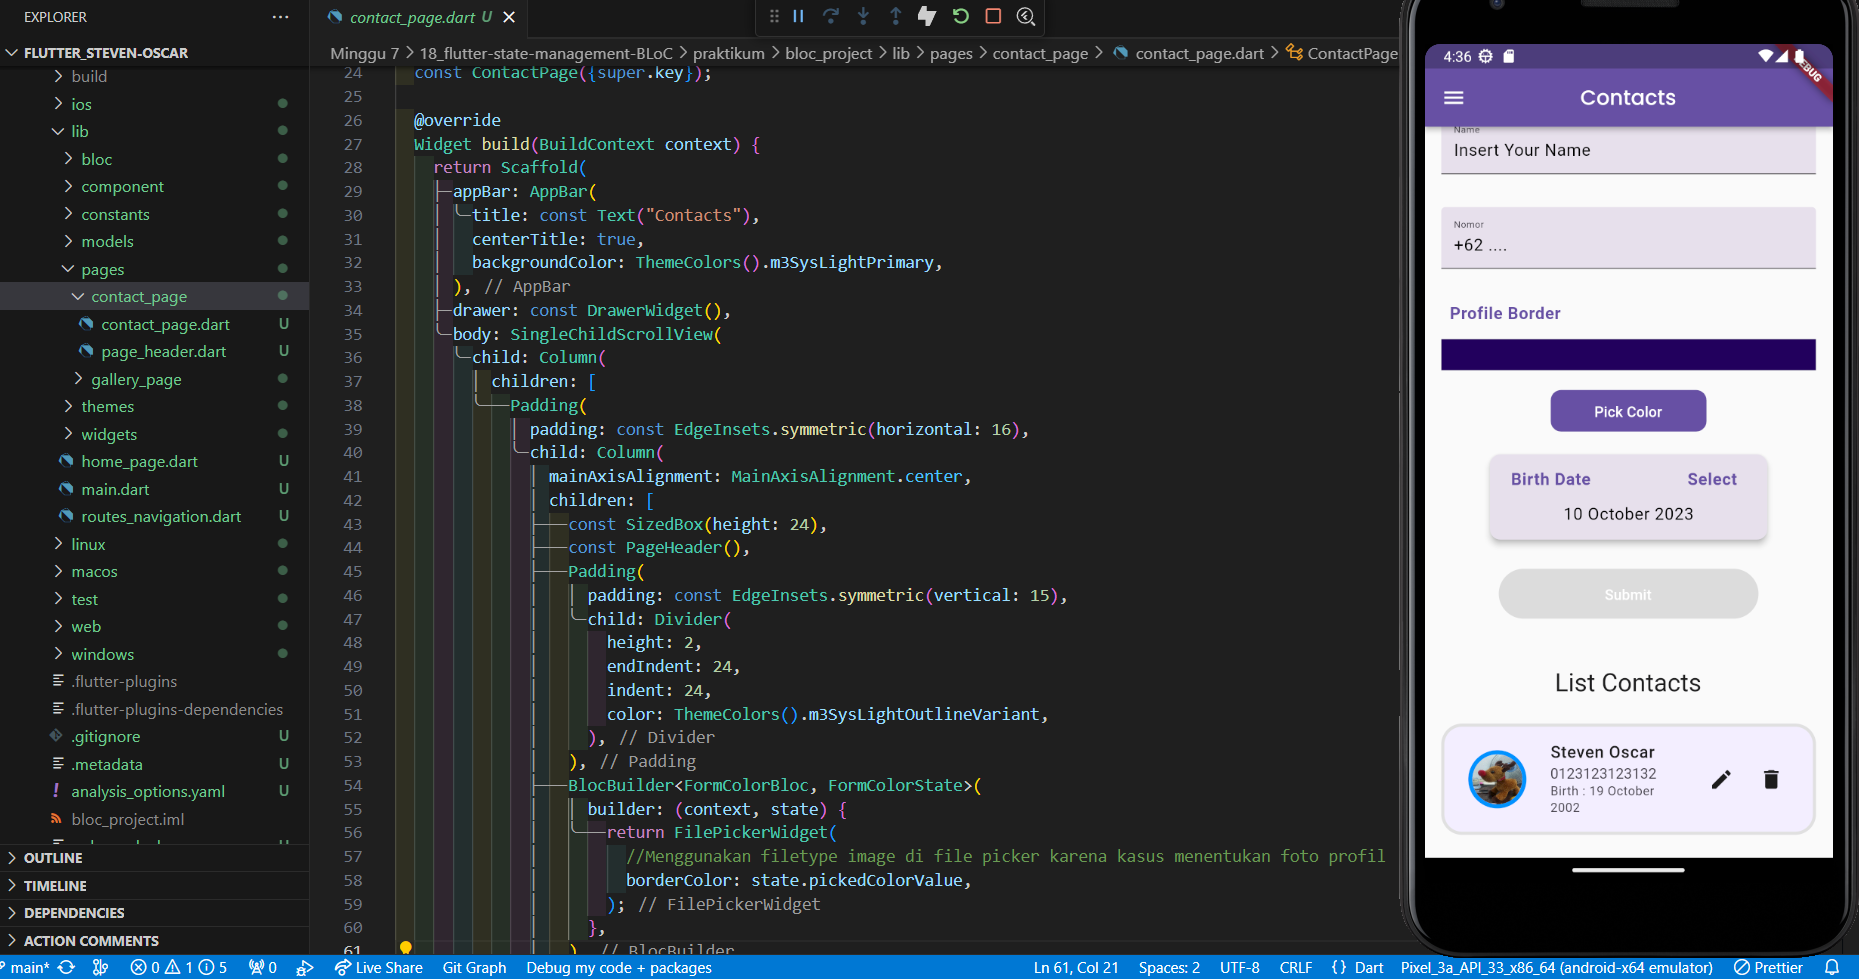 EXPLORER
FLUTTER_STEVEN-OSCAR
build
ios
lib
bloc
component
constants
models
pages
contact_page
contact_page.dart U
page_header.dart U
gallery_page
themes
widgets
home_page.dart U
main.dart U
routes_navigation.dart U
linux
macos
test
web
windows
.flutter-plugins
.flutter-plugins-dependencies
.gitignore U
.metadata U
analysis_options.yaml U
bloc_project.iml
OUTLINE
TIMELINE
DEPENDENCIES
ACTION COMMENTS
contact_page.dart U
Minggu 7 > 18_flutter-state-management-BLoC > praktikum > bloc_project > lib > pages > contact_page > contact_page.dart > ContactPage
24 const ContactPage({super.key});
25
26 @override
27 Widget build(BuildContext context) {
28 return Scaffold(
29 appBar: AppBar(
30 title: const Text("Contacts"),
31 centerTitle: true,
32 backgroundColor: ThemeColors().m3SysLightPrimary,
33 ), // AppBar
34 drawer: const DrawerWidget(),
35 body: SingleChildScrollView(
36 child: Column(
37 children: [
38 Padding(
39 padding: const EdgeInsets.symmetric(horizontal: 16),
40 child: Column(
41 mainAxisAlignment: MainAxisAlignment.center,
42 children: [
43 const SizedBox(height: 24),
44 const PageHeader(),
45 Padding(
46 padding: const EdgeInsets.symmetric(vertical: 15),
47 child: Divider(
48 height: 2,
49 endIndent: 24,
50 indent: 24,
51 color: ThemeColors().m3SysLightOutlineVariant,
52 ), // Divider
53 ), // Padding
54 BlocBuilder<FormColorBloc, FormColorState>(
55 builder: (context, state) {
56 return FilePickerWidget(
57 //Menggunakan filetype image di file picker karena kasus menentukan foto profil
58 borderColor: state.pickedColorValue,
59 ); // FilePickerWidget
60 },
61 ), // BlocBuilder
4:36
DEBUG
Contacts
Name
Insert Your Name
Nomor
+62 ....
Profile Border
Pick Color
Birth Date Select
10 October 2023
Submit
List Contacts
Steven Oscar
0123123123132
Birth : 19 October
2002
main* 0 1 5 0 Live Share Git Graph Debug my code + packages Ln 61, Col 21 Spaces: 2 UTF-8 CRLF {} Dart Pixel_3a_API_33_x86_64 (android-x64 emulator) Prettier